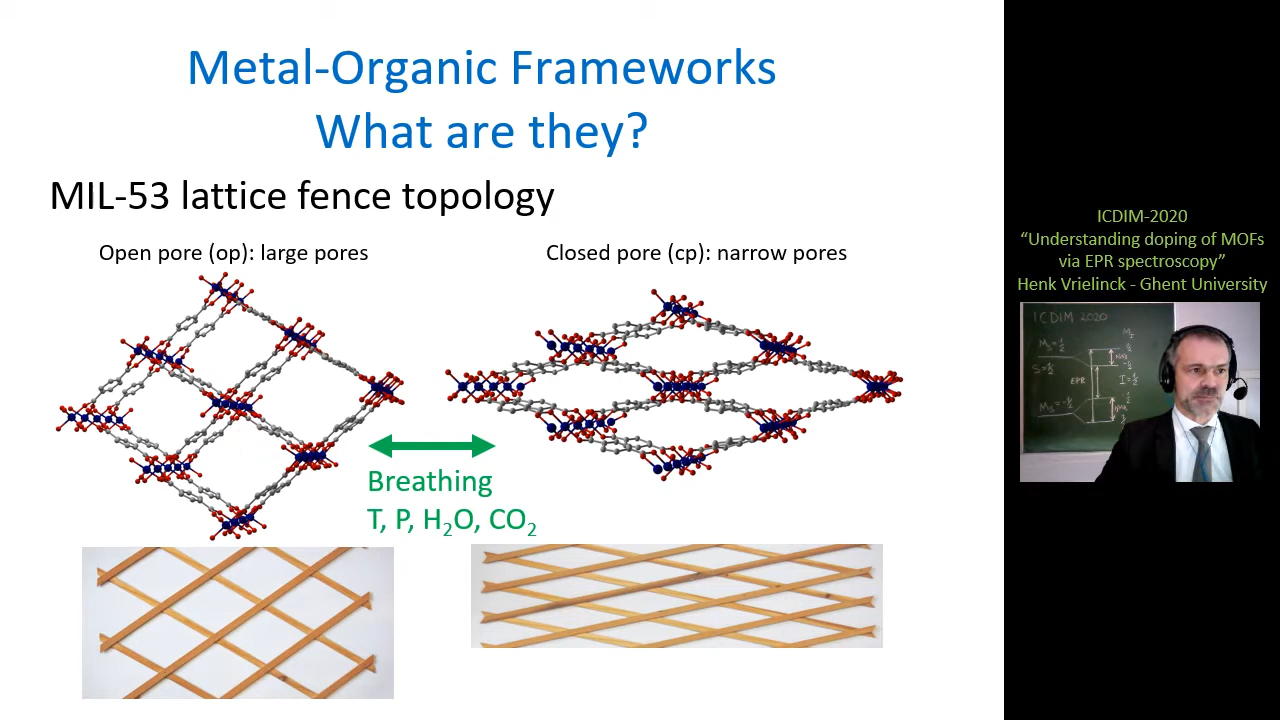 Metal-Organic Frameworks
What are they?
MIL-53 lattice fence topology
Open pore (op): large pores
Closed pore (cp): narrow pores
Breathing
T, P, H₂O, CO₂
ICDIM-2020
“Understanding doping of MOFs
via EPR spectroscopy”
Henk Vrielinck - Ghent University
ICDIM 2020
EPR